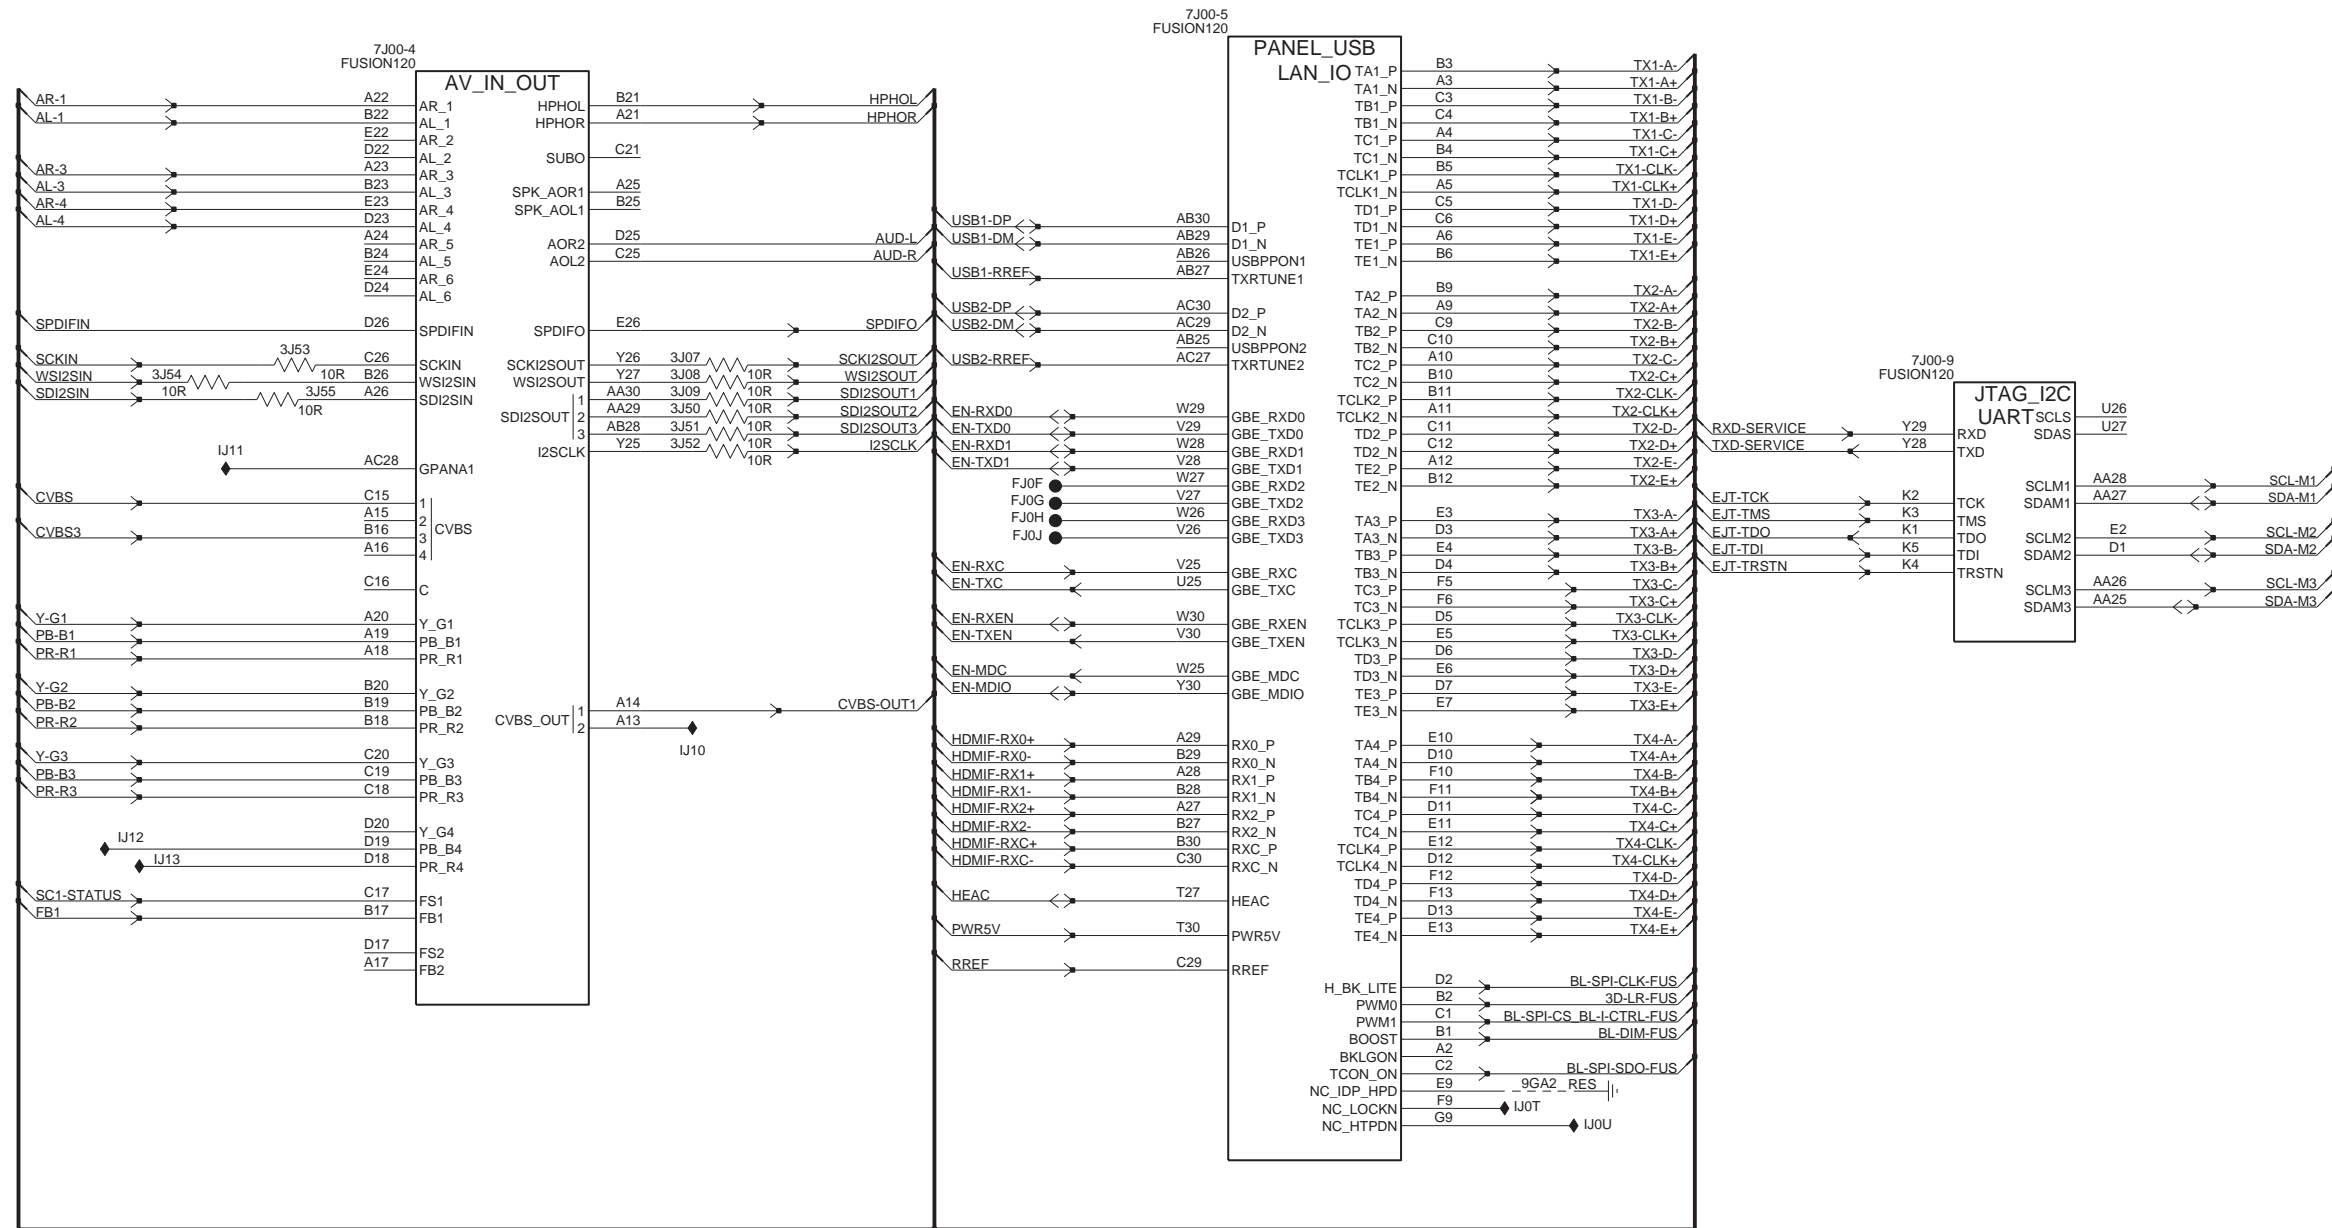 7J00-4
FUSION120
AV_IN_OUT
AR-1 A22 AR_1 HPHOL B21 HPHOL
AL-1 B22 AL_1 HPHOR A21 HPHOR
E22 AR_2
D22 AL_2 SUBO C21
AR-3 A23 AR_3
AL-3 B23 AL_3 SPK_AOR1 A25
AR-4 E23 AR_4 SPK_AOL1 B25
AL-4 D23 AL_4
A24 AR_5 AOR2 D25 AUD-L
B24 AL_5 AOL2 C25 AUD-R
E24 AR_6
D24 AL_6
SPDIFIN D26 SPDIFIN SPDIFO E26 SPDIFO
SCKIN 3J53 10R C26 SCKIN SCKI2SOUT Y26 3J07 10R SCKI2SOUT
WSI2SIN 3J54 10R B26 WSI2SIN WSI2SOUT Y27 3J08 10R WSI2SOUT
SDI2SIN 3J55 10R A26 SDI2SIN SDI2SOUT 1 AA30 3J09 10R SDI2SOUT1
2 AA29 3J50 10R SDI2SOUT2
3 AB28 3J51 10R SDI2SOUT3
I2SCLK Y25 3J52 10R I2SCLK
IJ11 AC28 GPANA1
CVBS C15 1 CVBS
A15 2
CVBS3 B16 3
A16 4
C16 C
Y-G1 A20 Y_G1
PB-B1 A19 PB_B1
PR-R1 A18 PR_R1
Y-G2 B20 Y_G2
PB-B2 B19 PB_B2 CVBS_OUT 1 A14 CVBS-OUT1
PR-R2 B18 PR_R2 2 A13 IJ10
Y-G3 C20 Y_G3
PB-B3 C19 PB_B3
PR-R3 C18 PR_R3
D20 Y_G4
IJ12 D19 PB_B4
IJ13 D18 PR_R4
SC1-STATUS C17 FS1
FB1 B17 FB1
D17 FS2
A17 FB2
7J00-5
FUSION120
PANEL_USB
LAN_IO
USB1-DP AB30 D1_P
USB1-DM AB29 D1_N
AB26 USBPPON1
USB1-RREF AB27 TXRTUNE1
USB2-DP AC30 D2_P
USB2-DM AC29 D2_N
AB25 USBPPON2
USB2-RREF AC27 TXRTUNE2
EN-RXD0 W29 GBE_RXD0
EN-TXD0 V29 GBE_TXD0
EN-RXD1 W28 GBE_RXD1
EN-TXD1 V28 GBE_TXD1
FJ0F W27 GBE_RXD2
FJ0G V27 GBE_TXD2
FJ0H W26 GBE_RXD3
FJ0J V26 GBE_TXD3
EN-RXC V25 GBE_RXC
EN-TXC U25 GBE_TXC
EN-RXEN W30 GBE_RXEN
EN-TXEN V30 GBE_TXEN
EN-MDC W25 GBE_MDC
EN-MDIO Y30 GBE_MDIO
HDMIF-RX0+ A29 RX0_P
HDMIF-RX0- B29 RX0_N
HDMIF-RX1+ A28 RX1_P
HDMIF-RX1- B28 RX1_N
HDMIF-RX2+ A27 RX2_P
HDMIF-RX2- B27 RX2_N
HDMIF-RXC+ B30 RXC_P
HDMIF-RXC- C30 RXC_N
HEAC T27 HEAC
PWR5V T30 PWR5V
RREF C29 RREF
TA1_P B3 TX1-A-
TA1_N A3 TX1-A+
TB1_P C3 TX1-B-
TB1_N C4 TX1-B+
TC1_P A4 TX1-C-
TC1_N B4 TX1-C+
TCLK1_P B5 TX1-CLK-
TCLK1_N A5 TX1-CLK+
TD1_P C5 TX1-D-
TD1_N C6 TX1-D+
TE1_P A6 TX1-E-
TE1_N B6 TX1-E+
TA2_P B9 TX2-A-
TA2_N A9 TX2-A+
TB2_P C9 TX2-B-
TB2_N C10 TX2-B+
TC2_P A10 TX2-C-
TC2_N B10 TX2-C+
TCLK2_P B11 TX2-CLK-
TCLK2_N A11 TX2-CLK+
TD2_P C11 TX2-D-
TD2_N C12 TX2-D+
TE2_P A12 TX2-E-
TE2_N B12 TX2-E+
TA3_P E3 TX3-A-
TA3_N D3 TX3-A+
TB3_P E4 TX3-B-
TB3_N D4 TX3-B+
TC3_P F5 TX3-C-
TC3_N F6 TX3-C+
TCLK3_P D5 TX3-CLK-
TCLK3_N E5 TX3-CLK+
TD3_P D6 TX3-D-
TD3_N E6 TX3-D+
TE3_P D7 TX3-E-
TE3_N E7 TX3-E+
TA4_P E10 TX4-A-
TA4_N D10 TX4-A+
TB4_P F10 TX4-B-
TB4_N F11 TX4-B+
TC4_P D11 TX4-C-
TC4_N E11 TX4-C+
TCLK4_P E12 TX4-CLK-
TCLK4_N D12 TX4-CLK+
TD4_P F12 TX4-D-
TD4_N F13 TX4-D+
TE4_P D13 TX4-E-
TE4_N E13 TX4-E+
H_BK_LITE D2 BL-SPI-CLK-FUS
PWM0 B2 3D-LR-FUS
PWM1 C1 BL-SPI-CS_BL-I-CTRL-FUS
BOOST B1 BL-DIM-FUS
BKLGON A2
TCON_ON C2 BL-SPI-SDO-FUS
NC_IDP_HPD E9 9GA2 RES
NC_LOCKN F9 IJ0T
NC_HTPDN G9 IJ0U
7J00-9
FUSION120
JTAG_I2C
UART
SCLS U26
RXD-SERVICE Y29 RXD SDAS U27
TXD-SERVICE Y28 TXD
SCLM1 AA28 SCL-M1
EJT-TCK K2 TCK SDAM1 AA27 SDA-M1
EJT-TMS K3 TMS
EJT-TDO K1 TDO SCLM2 E2 SCL-M2
EJT-TDI K5 TDI SDAM2 D1 SDA-M2
EJT-TRSTN K4 TRSTN
SCLM3 AA26 SCL-M3
SDAM3 AA25 SDA-M3